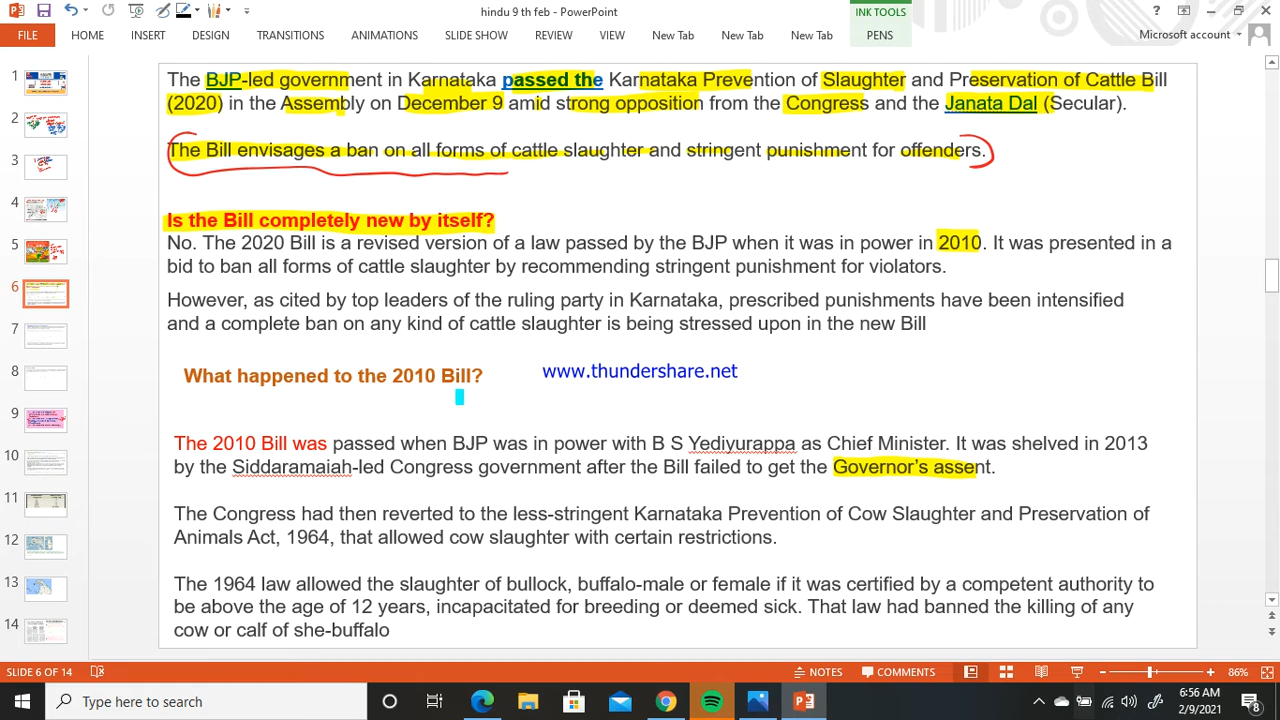 hindu 9 th feb - PowerPoint
INK TOOLS
Microsoft account
FILE HOME INSERT DESIGN TRANSITIONS ANIMATIONS SLIDE SHOW REVIEW VIEW New Tab New Tab New Tab PENS
The BJP-led government in Karnataka passed the Karnataka Prevention of Slaughter and Preservation of Cattle Bill
(2020) in the Assembly on December 9 amid strong opposition from the Congress and the Janata Dal (Secular).
The Bill envisages a ban on all forms of cattle slaughter and stringent punishment for offenders.
Is the Bill completely new by itself?
No. The 2020 Bill is a revised version of a law passed by the BJP when it was in power in 2010. It was presented in a
bid to ban all forms of cattle slaughter by recommending stringent punishment for violators.
However, as cited by top leaders of the ruling party in Karnataka, prescribed punishments have been intensified
and a complete ban on any kind of cattle slaughter is being stressed upon in the new Bill
What happened to the 2010 Bill?
www.thundershare.net
The 2010 Bill was passed when BJP was in power with B S Yediyurappa as Chief Minister. It was shelved in 2013
by the Siddaramaiah-led Congress government after the Bill failed to get the Governor's assent.
The Congress had then reverted to the less-stringent Karnataka Prevention of Cow Slaughter and Preservation of
Animals Act, 1964, that allowed cow slaughter with certain restrictions.
The 1964 law allowed the slaughter of bullock, buffalo-male or female if it was certified by a competent authority to
be above the age of 12 years, incapacitated for breeding or deemed sick. That law had banned the killing of any
cow or calf of she-buffalo
1
2
3
4
5
6
7
8
9
10
11
12
13
14
SLIDE 6 OF 14
NOTES COMMENTS 86%
Type here to search
6:56 AM
2/9/2021
8